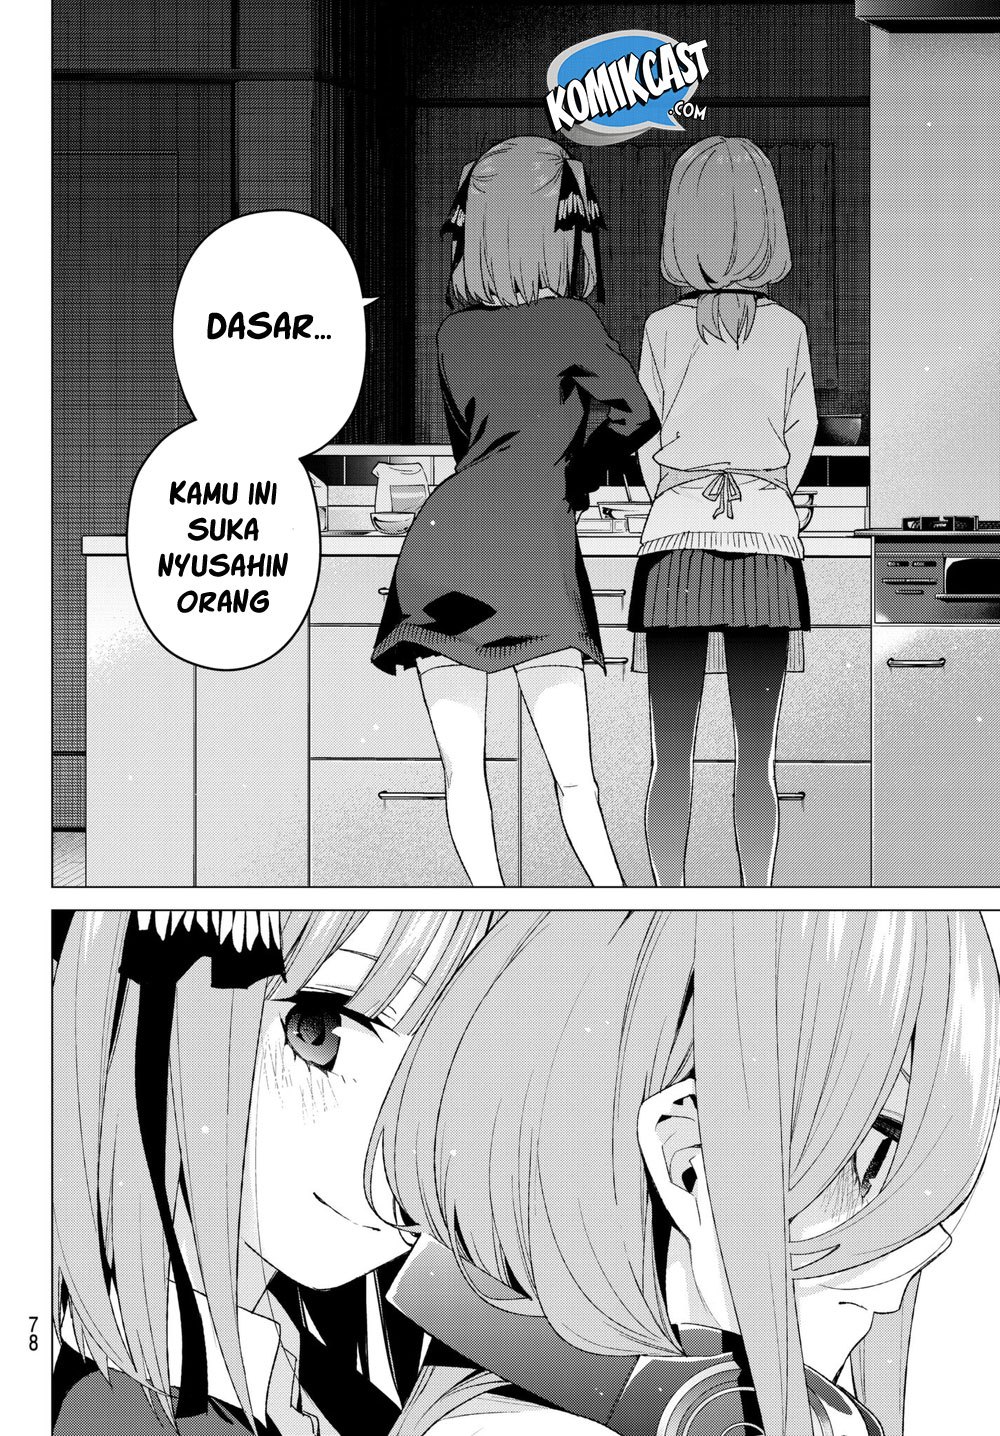 KOMIKCAST
.COM
DASAR...
KAMU INI
SUKA
NYUSAHIN
ORANG
78